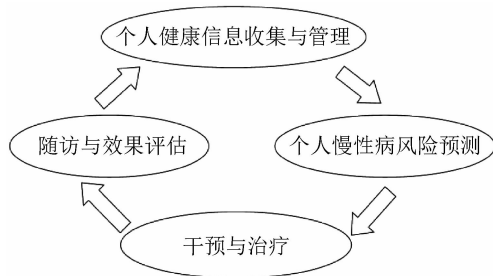 个人健康信息收集与管理
随访与效果评估
个人慢性病风险预测
干预与治疗